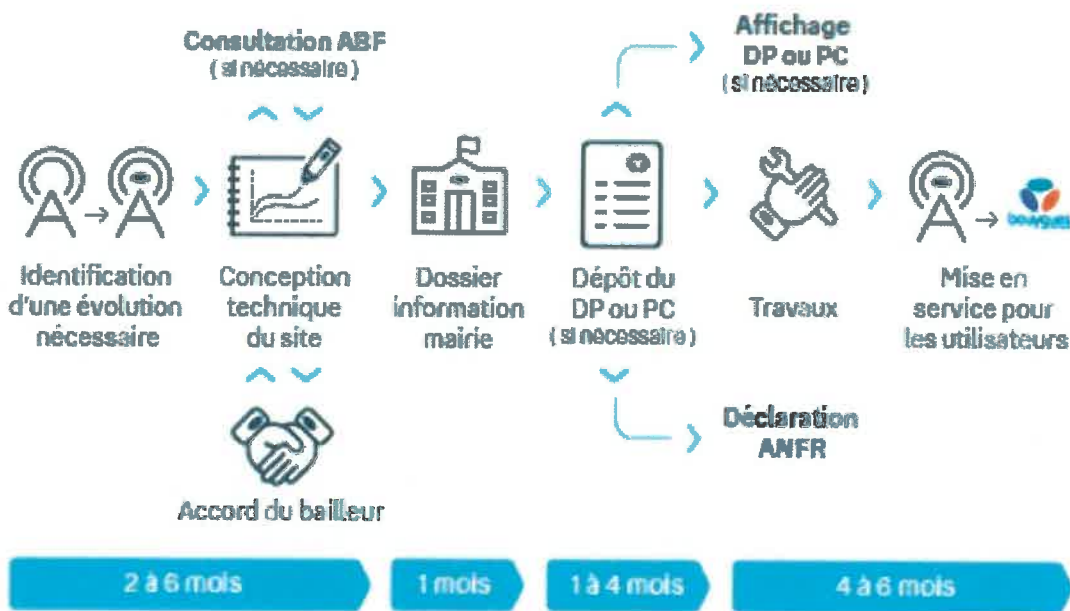 Consultation ABF
( si nécessaire )
Affichage
DP ou PC
( si nécessaire )
Identification
d'une évolution
nécessaire
Conception
technique
du site
Dossier
information
mairie
Dépôt du
DP ou PC
( si nécessaire )
Travaux
bouygues
Mise en
service pour
les utilisateurs
Accord du bailleur
Déclaration
ANFR
2 à 6 mois
1 mois
1 à 4 mois
4 à 6 mois